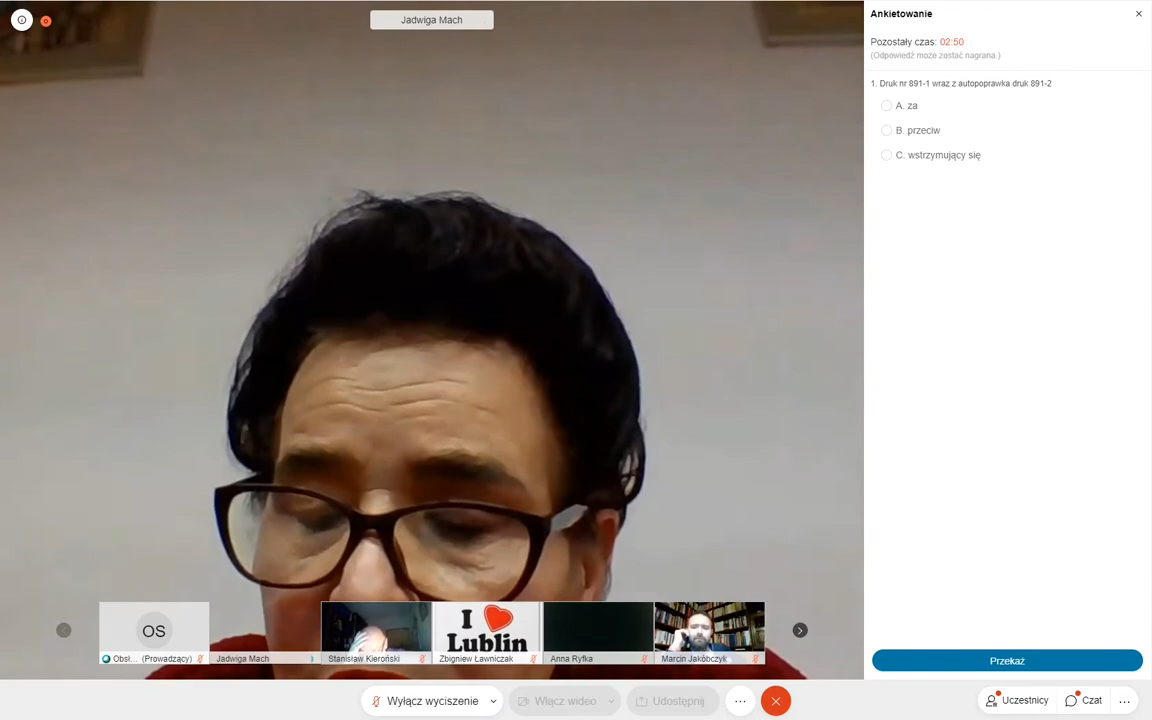 Jadwiga Mach
Ankietowanie
Pozostały czas: 02:50
(Odpowiedź może zostać nagrana.)
1. Druk nr 891-1 wraz z autopoprawka druk 891-2
A. za
B. przeciw
C. wstrzymujący się
OS
Obsł... (Prowadzący)
Jadwiga Mach
Stanisław Kieroński
I
Lublin
Zbigniew Ławniczak
Anna Ryfka
Marcin Jakóbczyk
Przekaż
Wyłącz wyciszenie
Włącz wideo
Udostępnij
Uczestnicy
Czat